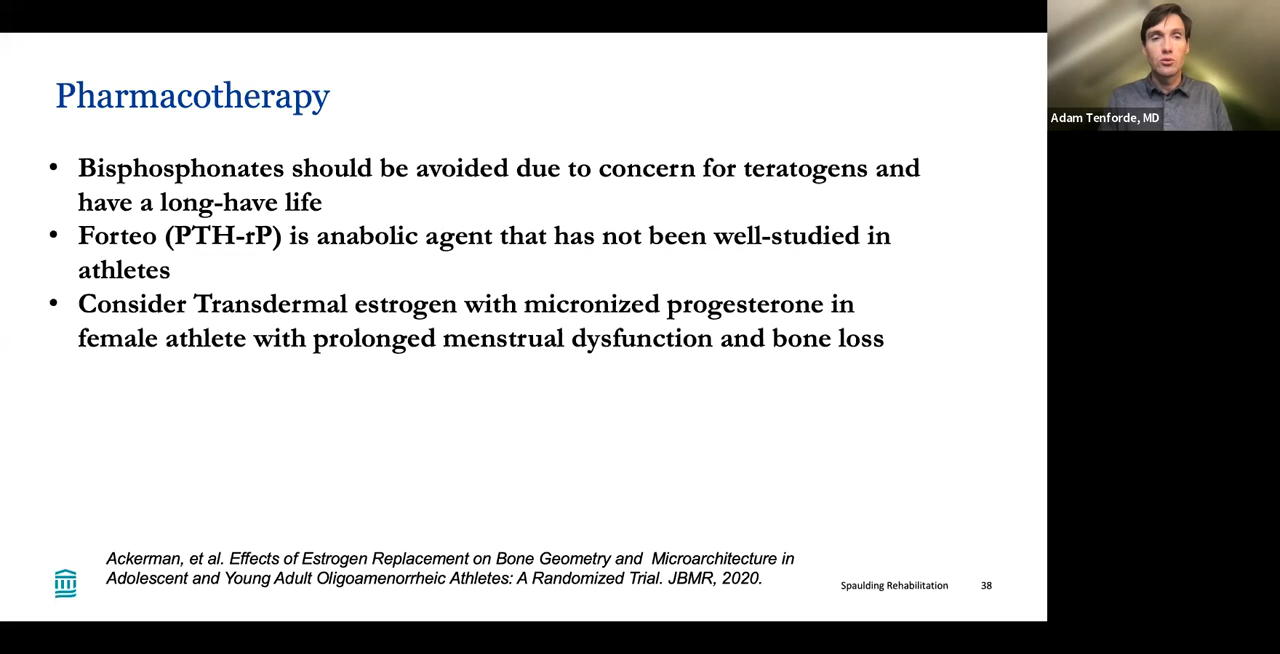 Pharmacotherapy
• Bisphosphonates should be avoided due to concern for teratogens and
have a long-have life
• Forteo (PTH-rP) is anabolic agent that has not been well-studied in
athletes
• Consider Transdermal estrogen with micronized progesterone in
female athlete with prolonged menstrual dysfunction and bone loss
Ackerman, et al. Effects of Estrogen Replacement on Bone Geometry and Microarchitecture in
Adolescent and Young Adult Oligoamenorrheic Athletes: A Randomized Trial. JBMR, 2020.
Spaulding Rehabilitation 38
Adam Tenforde, MD